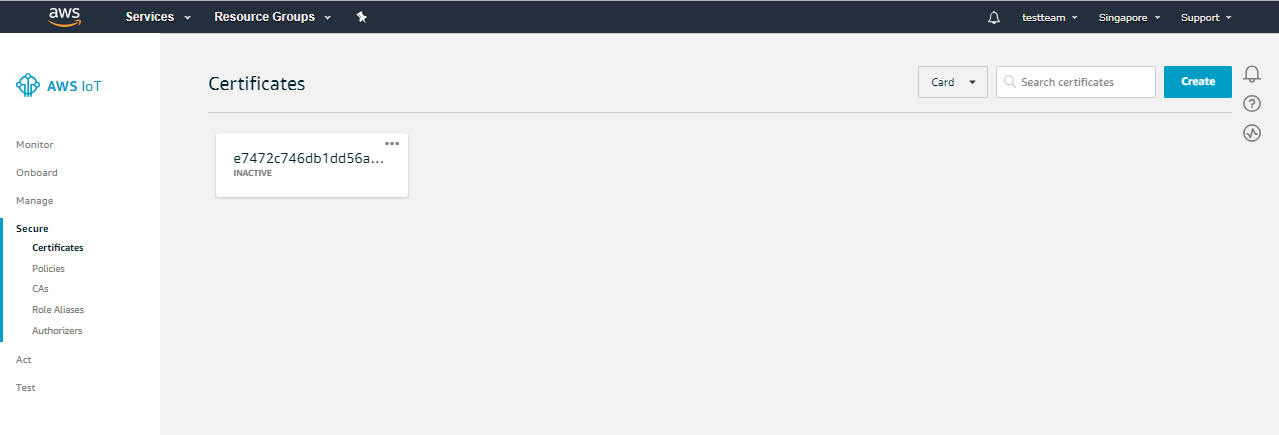 aws Services Resource Groups testteam Singapore Support
AWS IoT
Certificates Card Search certificates Create
Monitor
Onboard
Manage
Secure
Certificates
Policies
CAs
Role Aliases
Authorizers
Act
Test
e7472c746db1dd56a...
INACTIVE